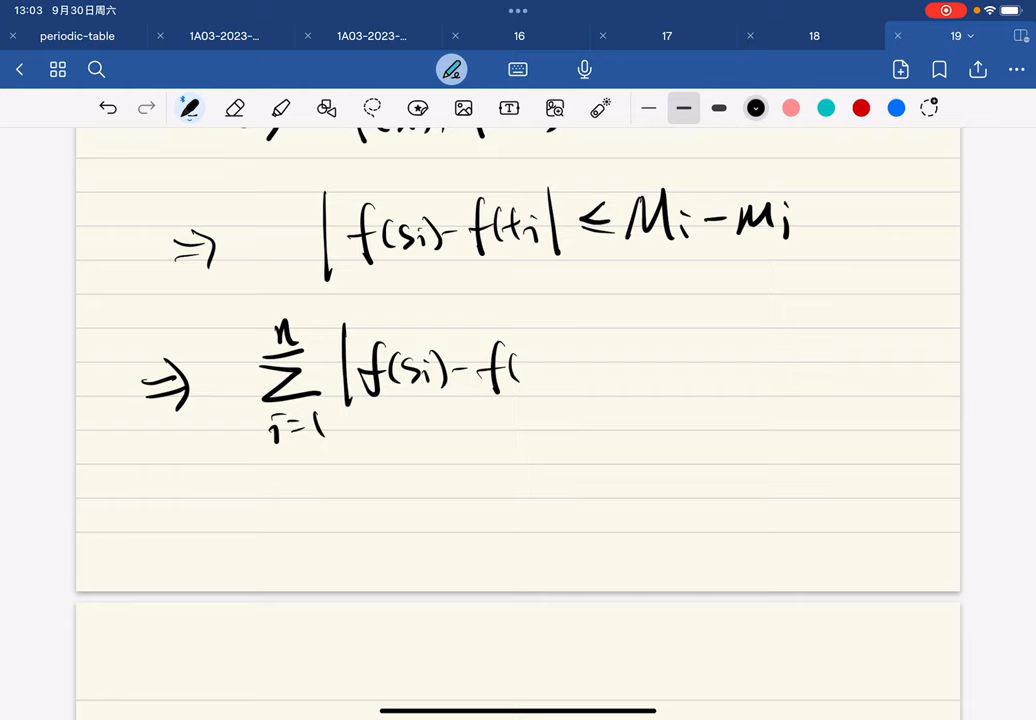 13:03 9月30日周六
periodic-table 1A03-2023-... 1A03-2023-... 16 17 18 19
⇒ |f(si)-f(ti)| ≤ Mi-mi
n
⇒ Σ |f(si)-f(
i=1